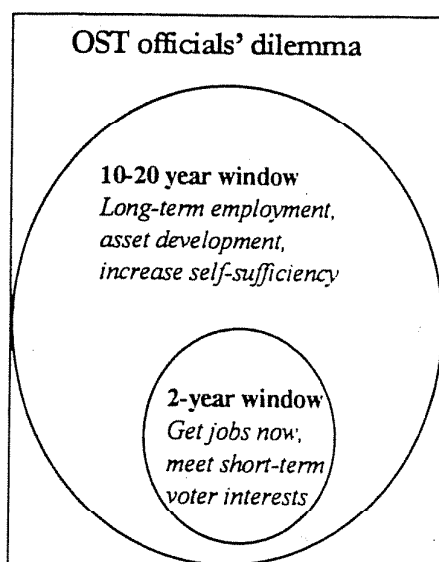 OST officials' dilemma
10-20 year window
Long-term employment,
asset development,
increase self-sufficiency
2-year window
Get jobs now,
meet short-term
voter interests